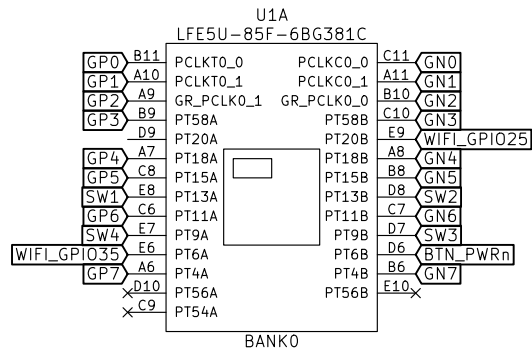 U1A
LFE5U-85F-6BG381C
GP0 B11 PCLKT0_0 PCLKC0_0 C11 GN0
GP1 A10 PCLKT0_1 PCLKC0_1 A11 GN1
GP2 A9 GR_PCLK0_1 GR_PCLK0_0 B10 GN2
GP3 B9 PT58A PT58B C10 GN3
D9 PT20A PT20B E9 WIFI_GPIO25
GP4 A7 PT18A PT18B A8 GN4
GP5 C8 PT15A PT15B B8 GN5
SW1 E8 PT13A PT13B D8 SW2
GP6 C6 PT11A PT11B C7 GN6
SW4 E7 PT9A PT9B D7 SW3
WIFI_GPIO35 E6 PT6A PT6B D6 BTN_PWRn
GP7 A6 PT4A PT4B B6 GN7
D10 PT56A PT56B E10
C9 PT54A
BANK0